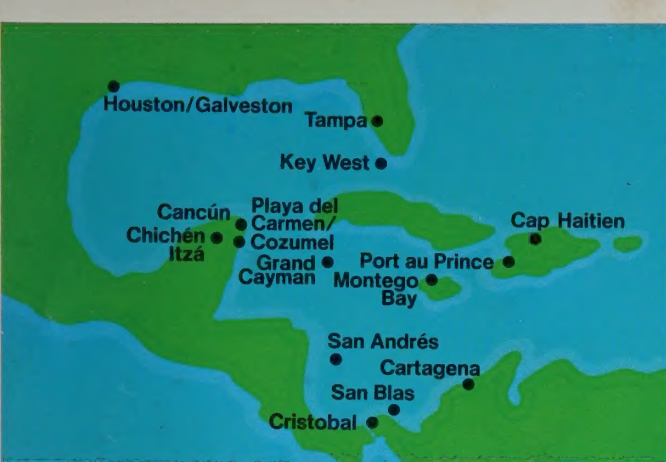 Houston/Galveston
Tampa
Key West
Cancún
Playa del
Carmen/
Cozumel
Chichén
Itzá
Grand
Cayman
Cap Haitien
Port au Prince
Montego
Bay
San Andrés
Cartagena
San Blas
Cristobal